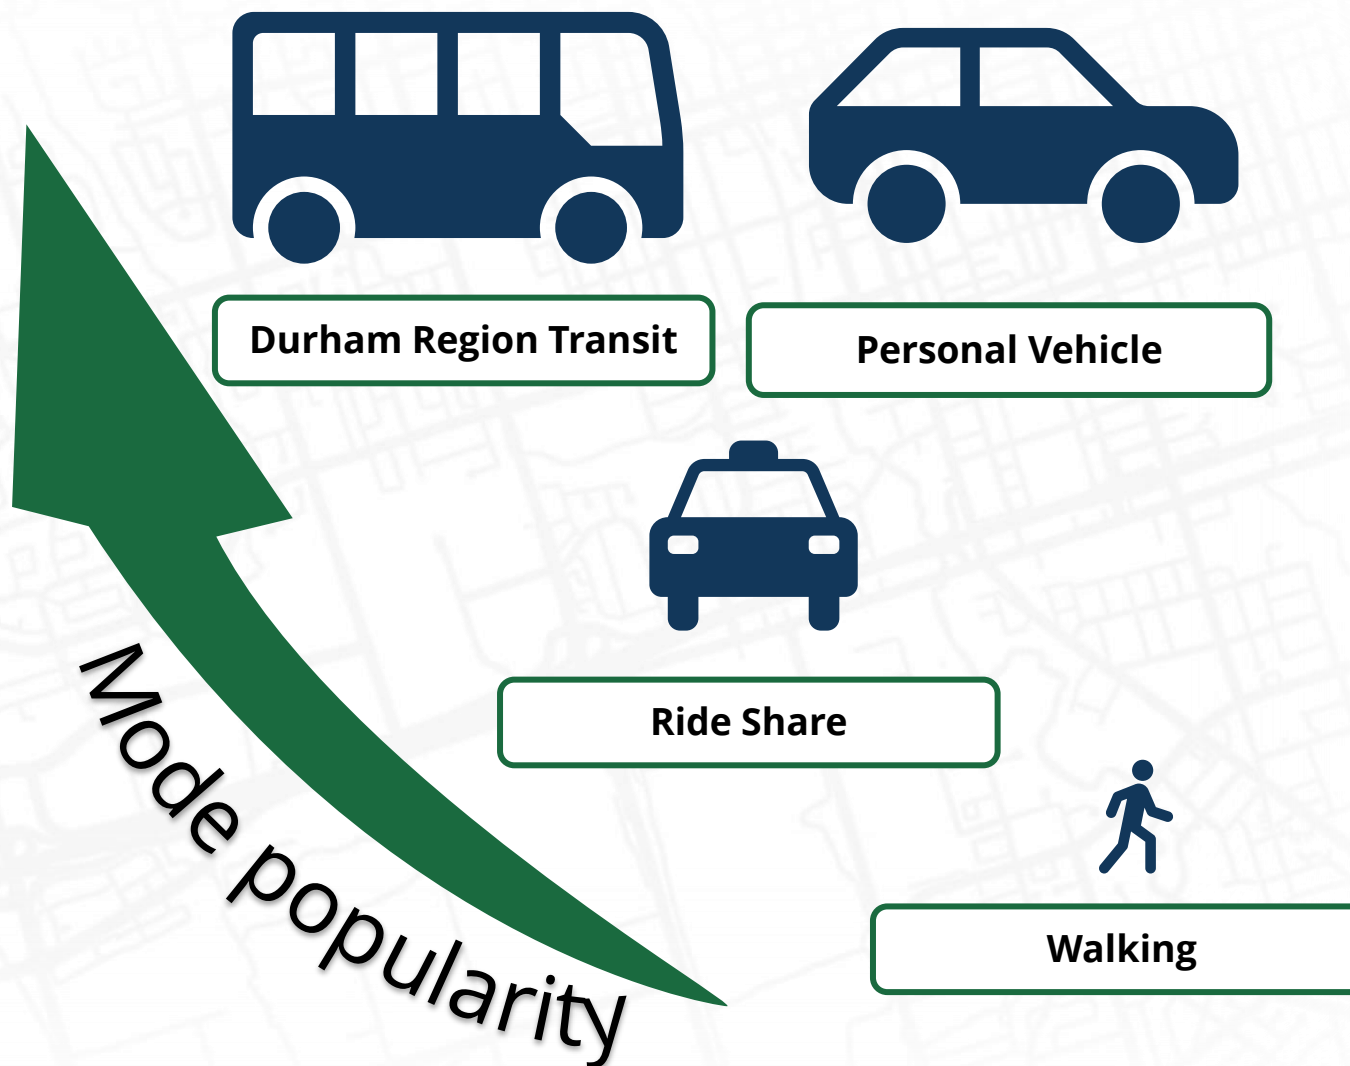 Durham Region Transit
Personal Vehicle
Ride Share
Walking
Mode popularity